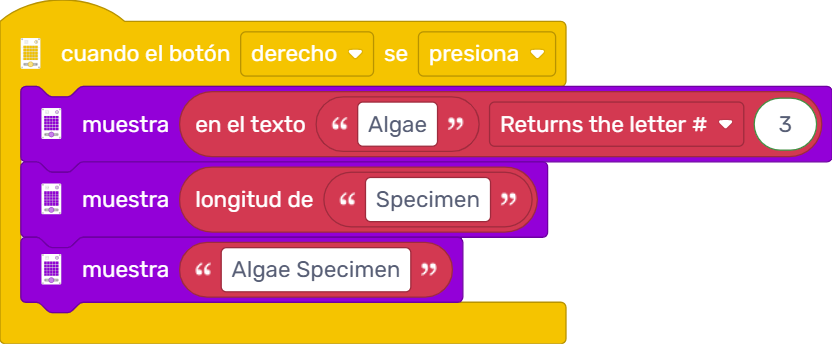 cuando el botón derecho se presiona
muestra en el texto “ Algae ” Returns the letter # 3
muestra longitud de “ Specimen ”
muestra “ Algae Specimen ”